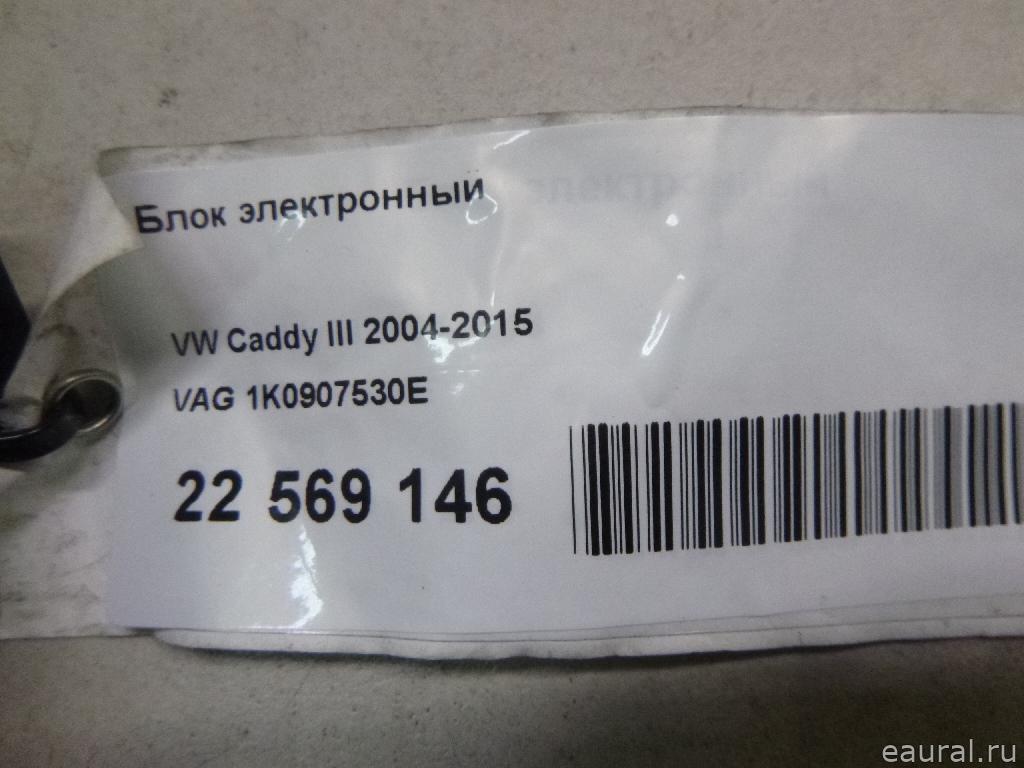 Блок электронный
VW Caddy III 2004-2015
VAG 1K0907530E
22 569 146
eaural.ru